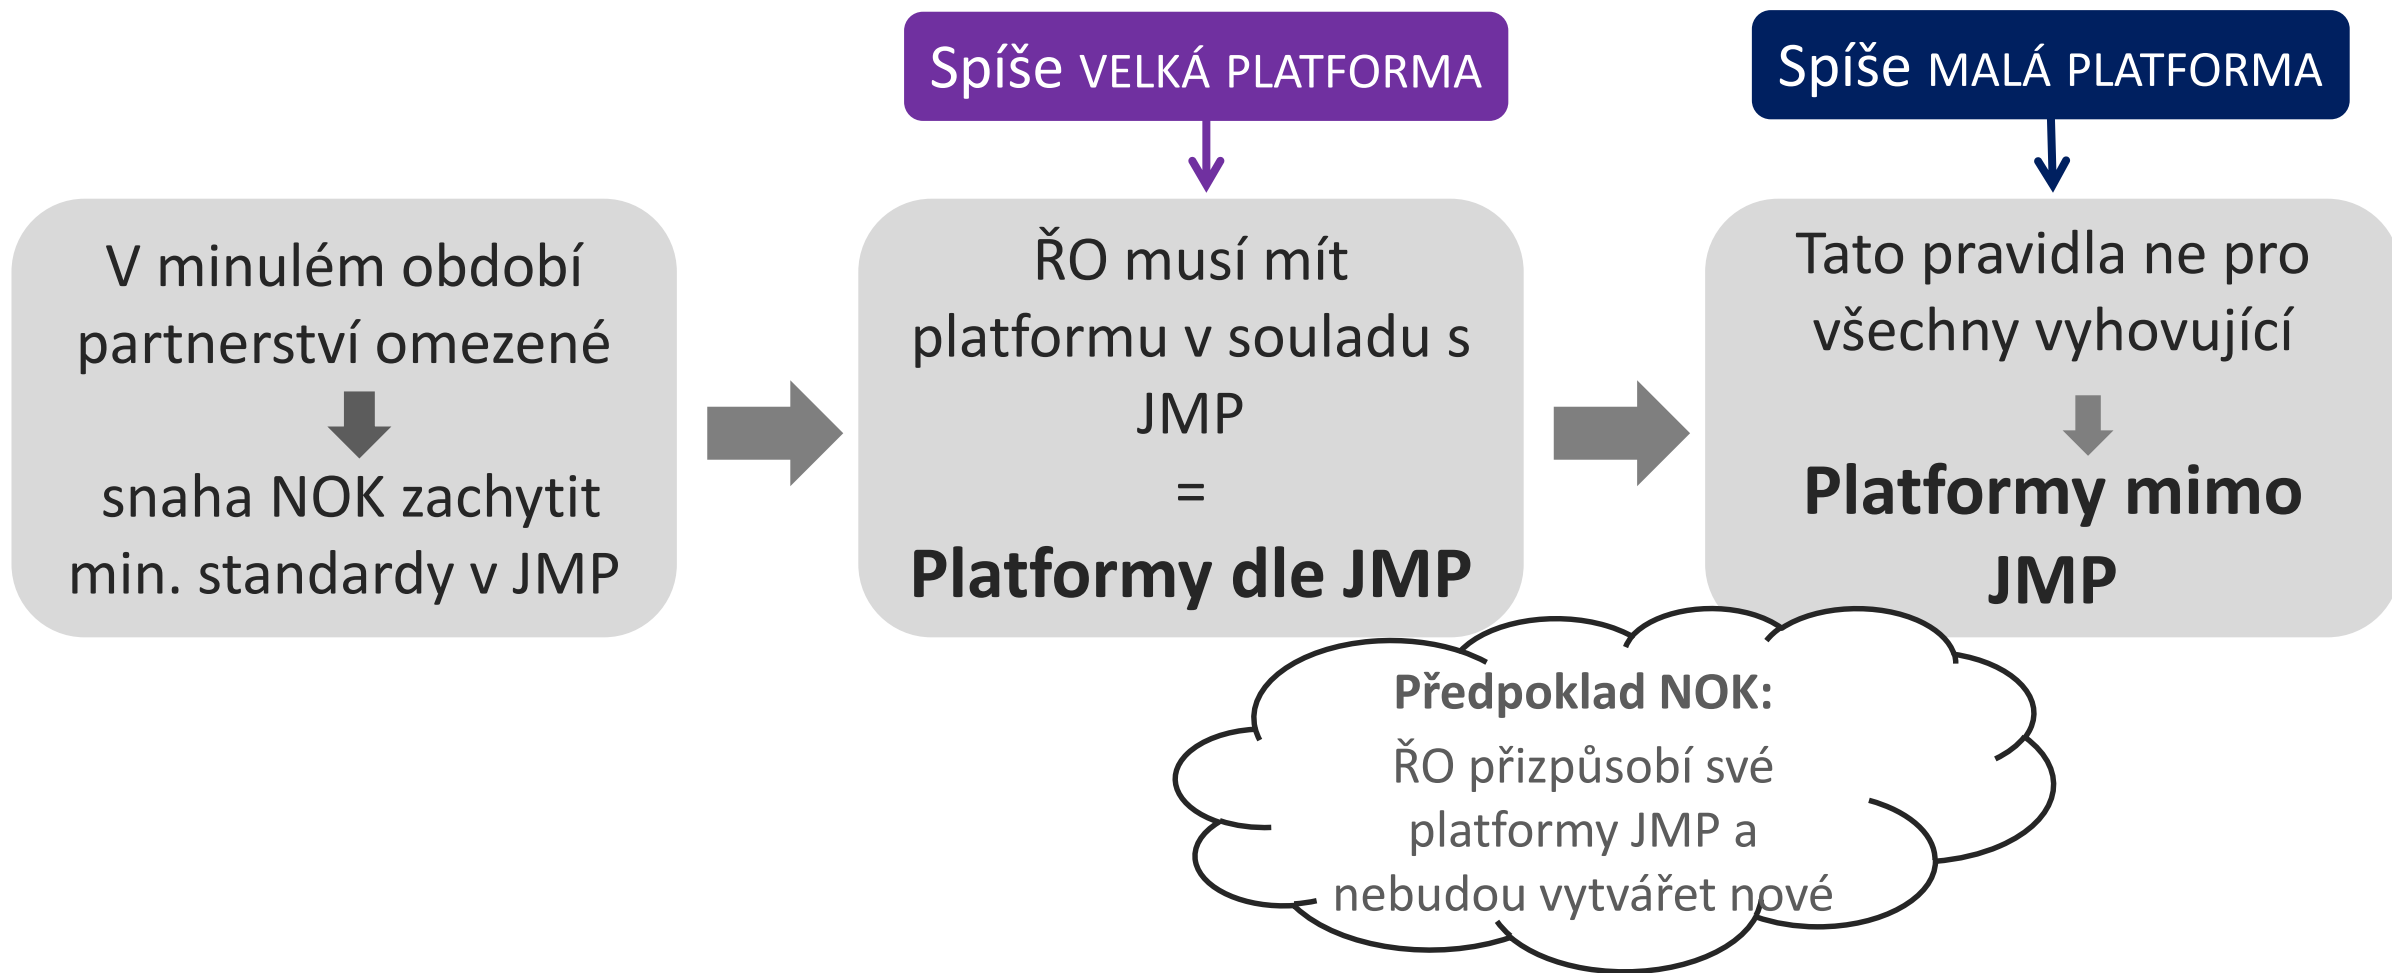 Spíše VELKÁ PLATFORMA
Spíše MALÁ PLATFORMA
V minulém období
partnerství omezené
snaha NOK zachytit
min. standardy v JMP
ŘO musí mít
platformu v souladu s
JMP
=
Platformy dle JMP
Tato pravidla ne pro
všechny vyhovující
Platformy mimo
JMP
Předpoklad NOK:
ŘO přizpůsobí své
platformy JMP a
nebudou vytvářet nové